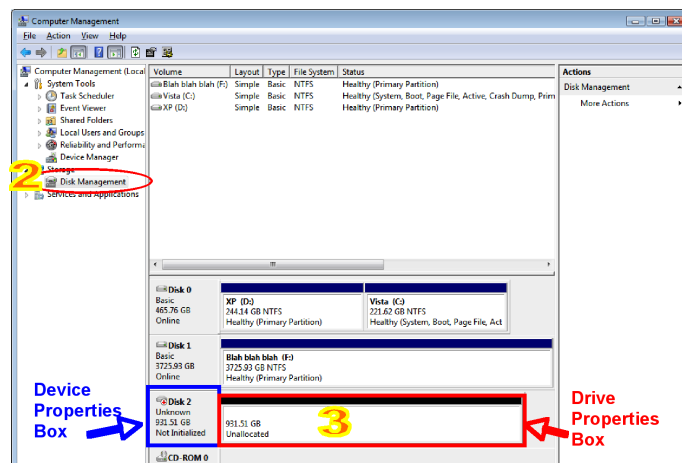 Computer Management
File Action View Help
Computer Management (Local
System Tools
Task Scheduler
Event Viewer
Shared Folders
Local Users and Groups
Reliability and Performa
Device Manager
2
Storage
Disk Management
Services and Applications
Volume Layout Type File System Status
Blah blah blah (F:) Simple Basic NTFS Healthy (Primary Partition)
Vista (C:) Simple Basic NTFS Healthy (System, Boot, Page File, Active, Crash Dump, Prim
XP (D:) Simple Basic NTFS Healthy (Primary Partition)
Actions
Disk Management
More Actions
Disk 0
Basic
465.76 GB
Online
XP (D:)
244.14 GB NTFS
Healthy (Primary Partition)
Vista (C:)
221.62 GB NTFS
Healthy (System, Boot, Page File, Act
Disk 1
Basic
3725.93 GB
Online
Blah blah blah (F:)
3725.93 GB NTFS
Healthy (Primary Partition)
Device
Properties
Box
Disk 2
Unknown
931.51 GB
Not Initialized
931.51 GB
Unallocated
3
Drive
Properties
Box
CD-ROM 0